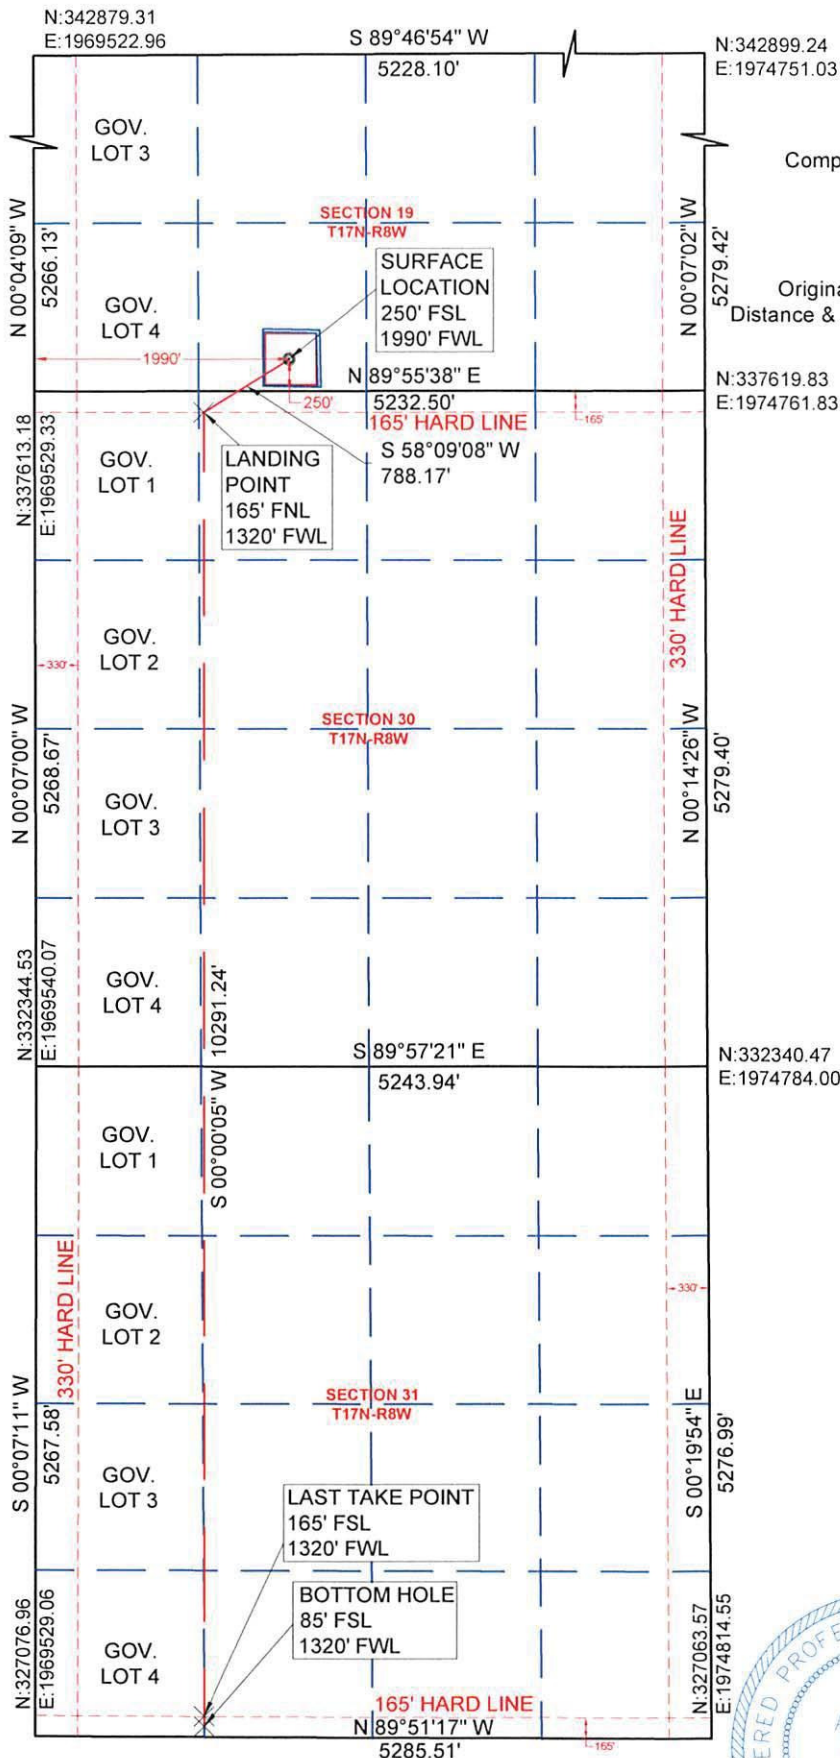 N:342879.31
E:1969522.96
S 89°46'54" W
5228.10'
N:342899.24
E:1974751.03
GOV.
LOT 3
Comp
SECTION 19
T17N-R8W
N 00°04'09" W
5266.13'
N 00°07'02" W
5279.42'
SURFACE
LOCATION
250' FSL
1990' FWL
GOV.
LOT 4
Origina
Distance &
1990'
N 89°55'38" E
5232.50'
250'
165'
165' HARD LINE
N:337619.83
E:1974761.83
N:337613.18
E:1969529.33
S 58°09'08" W
788.17'
GOV.
LOT 1
LANDING
POINT
165' FNL
1320' FWL
330' HARD LINE
GOV.
LOT 2
330'
SECTION 30
T17N-R8W
N 00°07'00" W
5268.67'
N 00°14'26" W
5279.40'
GOV.
LOT 3
GOV.
LOT 4
N:332344.53
E:1969540.07
S 00°00'05" W 10291.24'
S 89°57'21" E
5243.94'
N:332340.47
E:1974784.00
GOV.
LOT 1
330' HARD LINE
330'
GOV.
LOT 2
SECTION 31
T17N-R8W
S 00°07'11" W
5267.58'
S 00°19'54" E
5276.99'
GOV.
LOT 3
LAST TAKE POINT
165' FSL
1320' FWL
BOTTOM HOLE
85' FSL
1320' FWL
GOV.
LOT 4
N:327076.96
E:1969529.06
N:327063.57
E:1974814.55
165' HARD LINE
N 89°51'17" W
5285.51'
165'
ERED PROFE